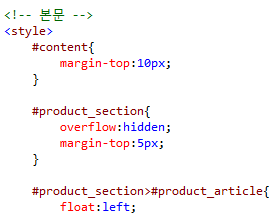 <!-- 본문 -->
<style>
    #content{
        margin-top:10px;
    }

    #product_section{
        overflow:hidden;
        margin-top:5px;
    }

    #product_section>#product_article{
        float:left;